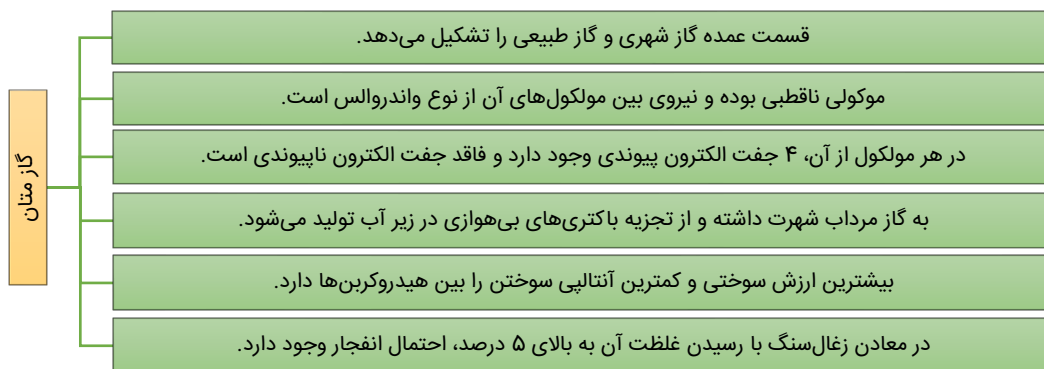 گاز متان
قسمت عمده گاز شهری و گاز طبیعی را تشکیل می‌دهد.
موکولی ناقطبی بوده و نیروی بین مولکول‌های آن از نوع واندروالس است.
در هر مولکول از آن، ۴ جفت الکترون پیوندی وجود دارد و فاقد جفت الکترون ناپیوندی است.
به گاز مرداب شهرت داشته و از تجزیه باکتری‌های بی‌هوازی در زیر آب تولید می‌شود.
بیشترین ارزش سوختی و کمترین آنتالپی سوختن را بین هیدروکربن‌ها دارد.
در معادن زغال‌سنگ با رسیدن غلظت آن به بالای ۵ درصد، احتمال انفجار وجود دارد.